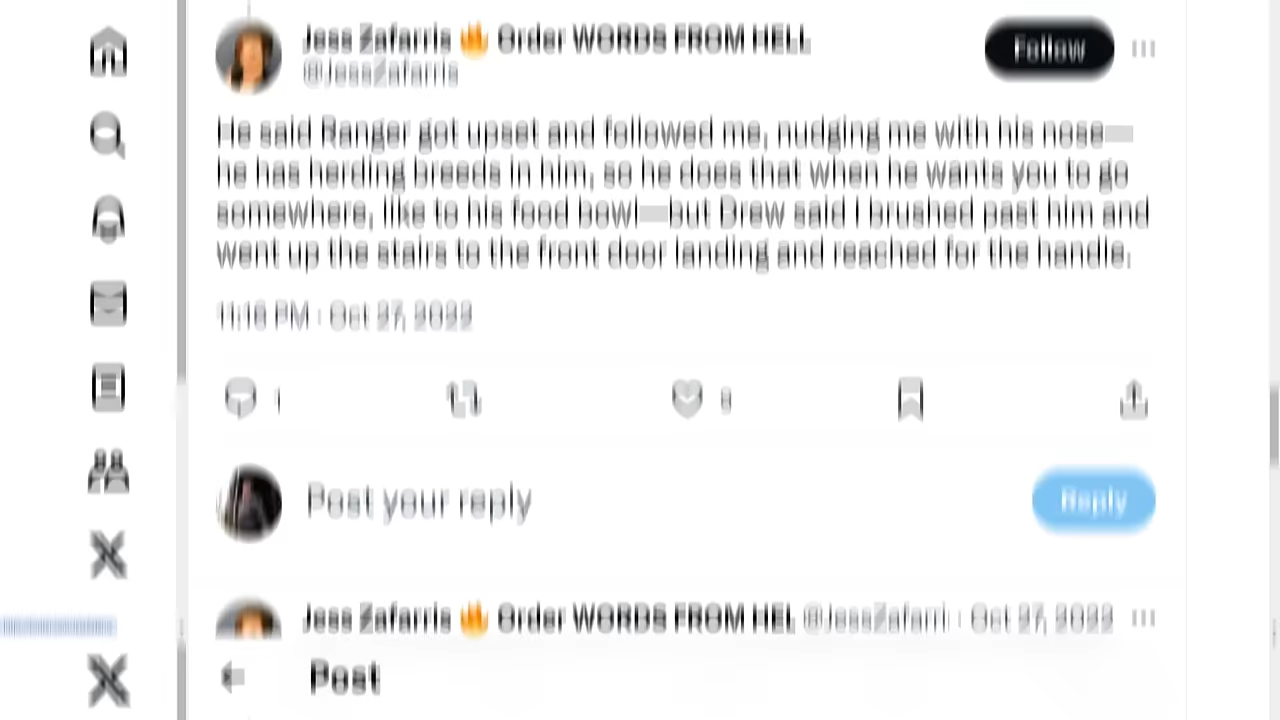 Jess Zafarris 🔥 Order WORDS FROM HELL
Follow
@JessZafarris
He said Ranger got upset and followed me, nudging me with his nose—
he has herding breeds in him, so he does that when he wants you to go
somewhere, like to his food bowl—but Drew said I brushed past him and
went up the stairs to the front door landing and reached for the handle.
PM · Oct 27, 2022
Post your reply
Reply
Jess Zafarris 🔥 Order WORDS FROM HEL @JessZafarri · Oct 27, 2022
Post